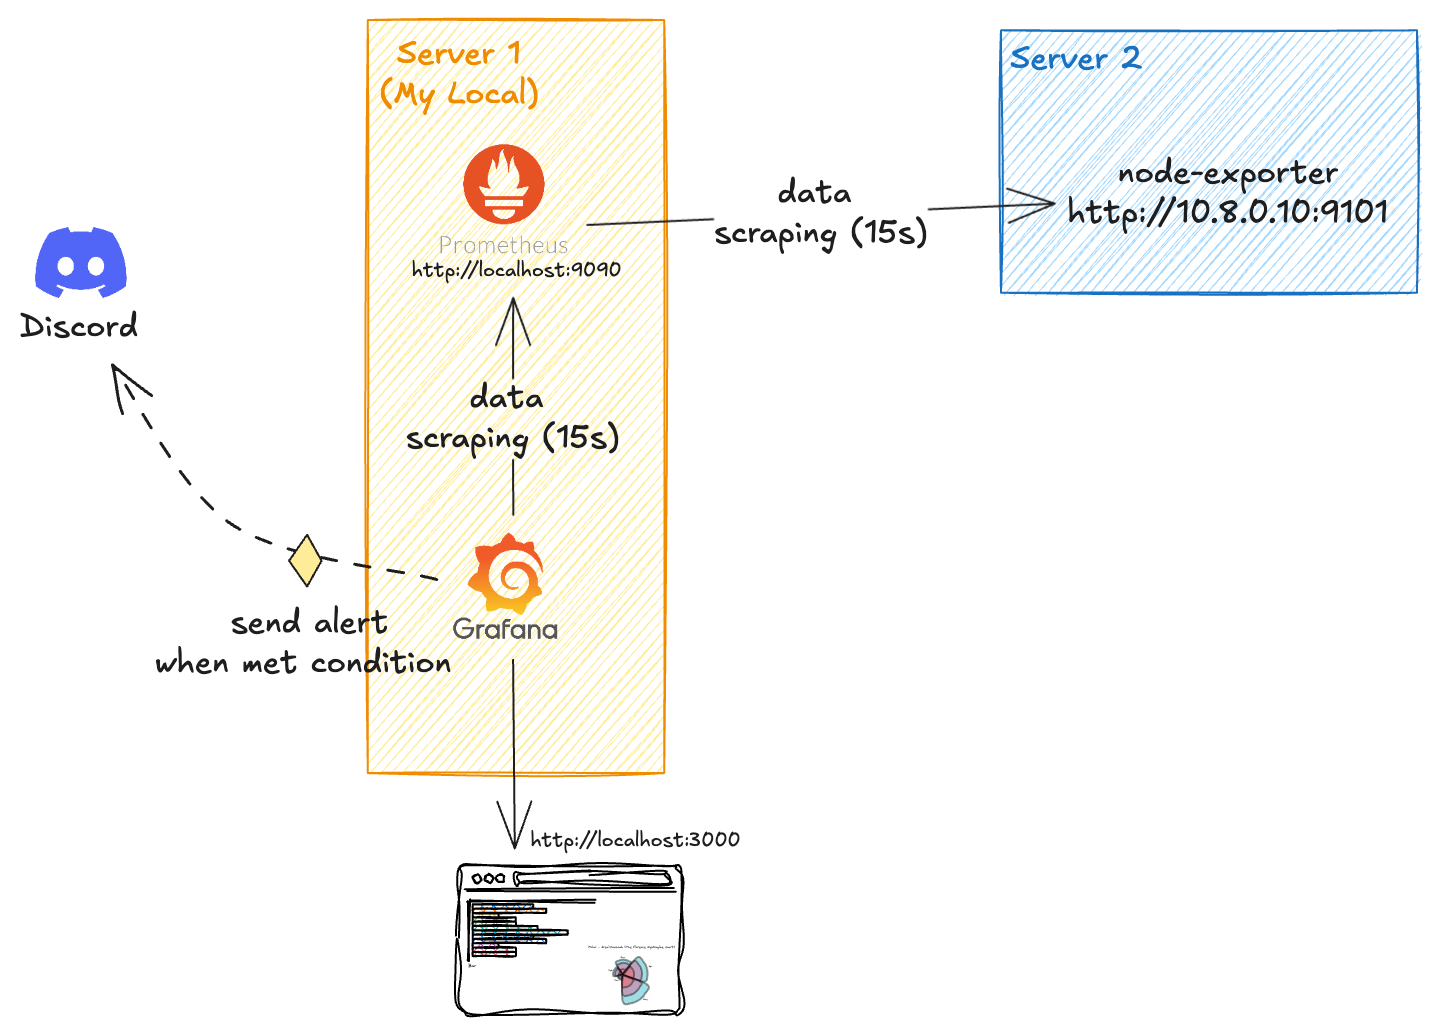 Server 1
(My Local)
Prometheus
http://localhost:9090
data
scraping (15s)
Server 2
node-exporter
http://10.8.0.10:9101
Discord
data
scraping (15s)
Grafana
send alert
when met condition
http://localhost:3000